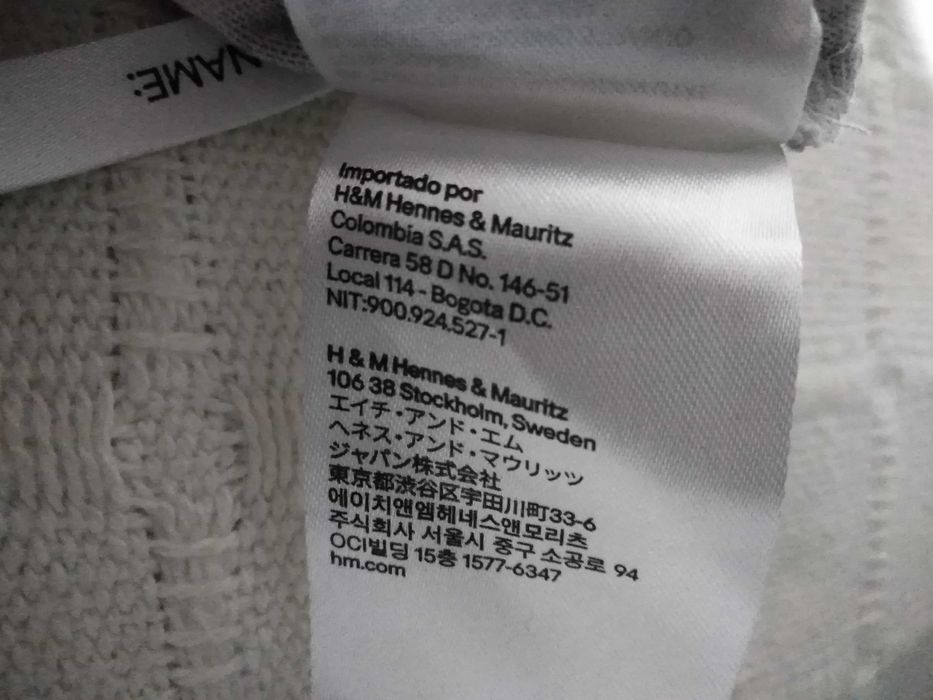 NAME:
Importado por
H&M Hennes & Mauritz
Colombia S.A.S.
Carrera 58 D No. 146-51
Local 114 - Bogota D.C.
NIT:900.924.527-1
H & M Hennes & Mauritz
106 38 Stockholm, Sweden
エイチ・アンド・エム
ヘネス・アンド・マウリッツ
ジャパン株式会社
東京都渋谷区宇田川町33-6
에이치앤엠헤네스앤모리츠
주식회사 서울시 중구 소공로 94
OCI빌딩 15층 1577-6347
hm.com